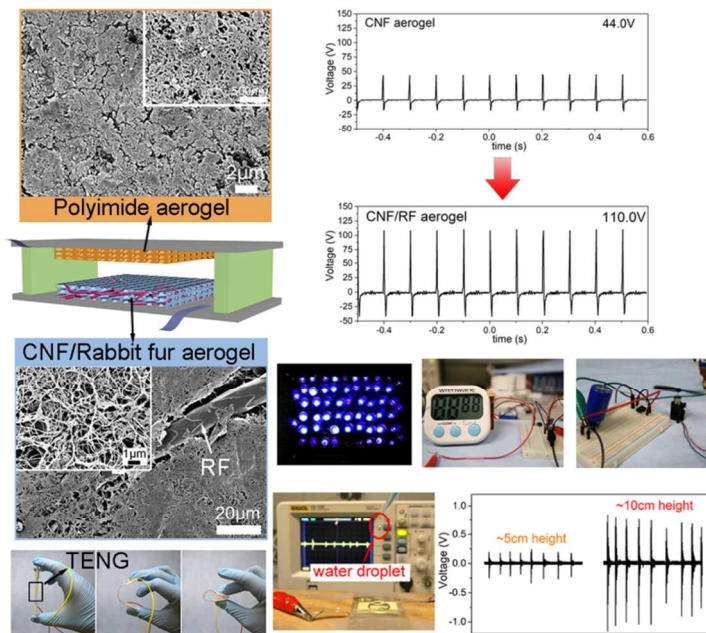 2μm
Polyimide aerogel
CNF/Rabbit fur aerogel
1μm
RF
20μm
TENG
CNF aerogel 44.0V
Voltage (V)
150
125
100
75
50
25
0
-25
-50
-0.4 -0.2 0.0 0.2 0.4 0.6
time (s)
CNF/RF aerogel 110.0V
Voltage (V)
150
125
100
75
50
25
0
-25
-50
-0.4 -0.2 0.0 0.2 0.4 0.6
time (s)
water droplet
~10cm height
~5cm height
Voltage (V)
1.0
0.5
0.0
-0.5
-1.0